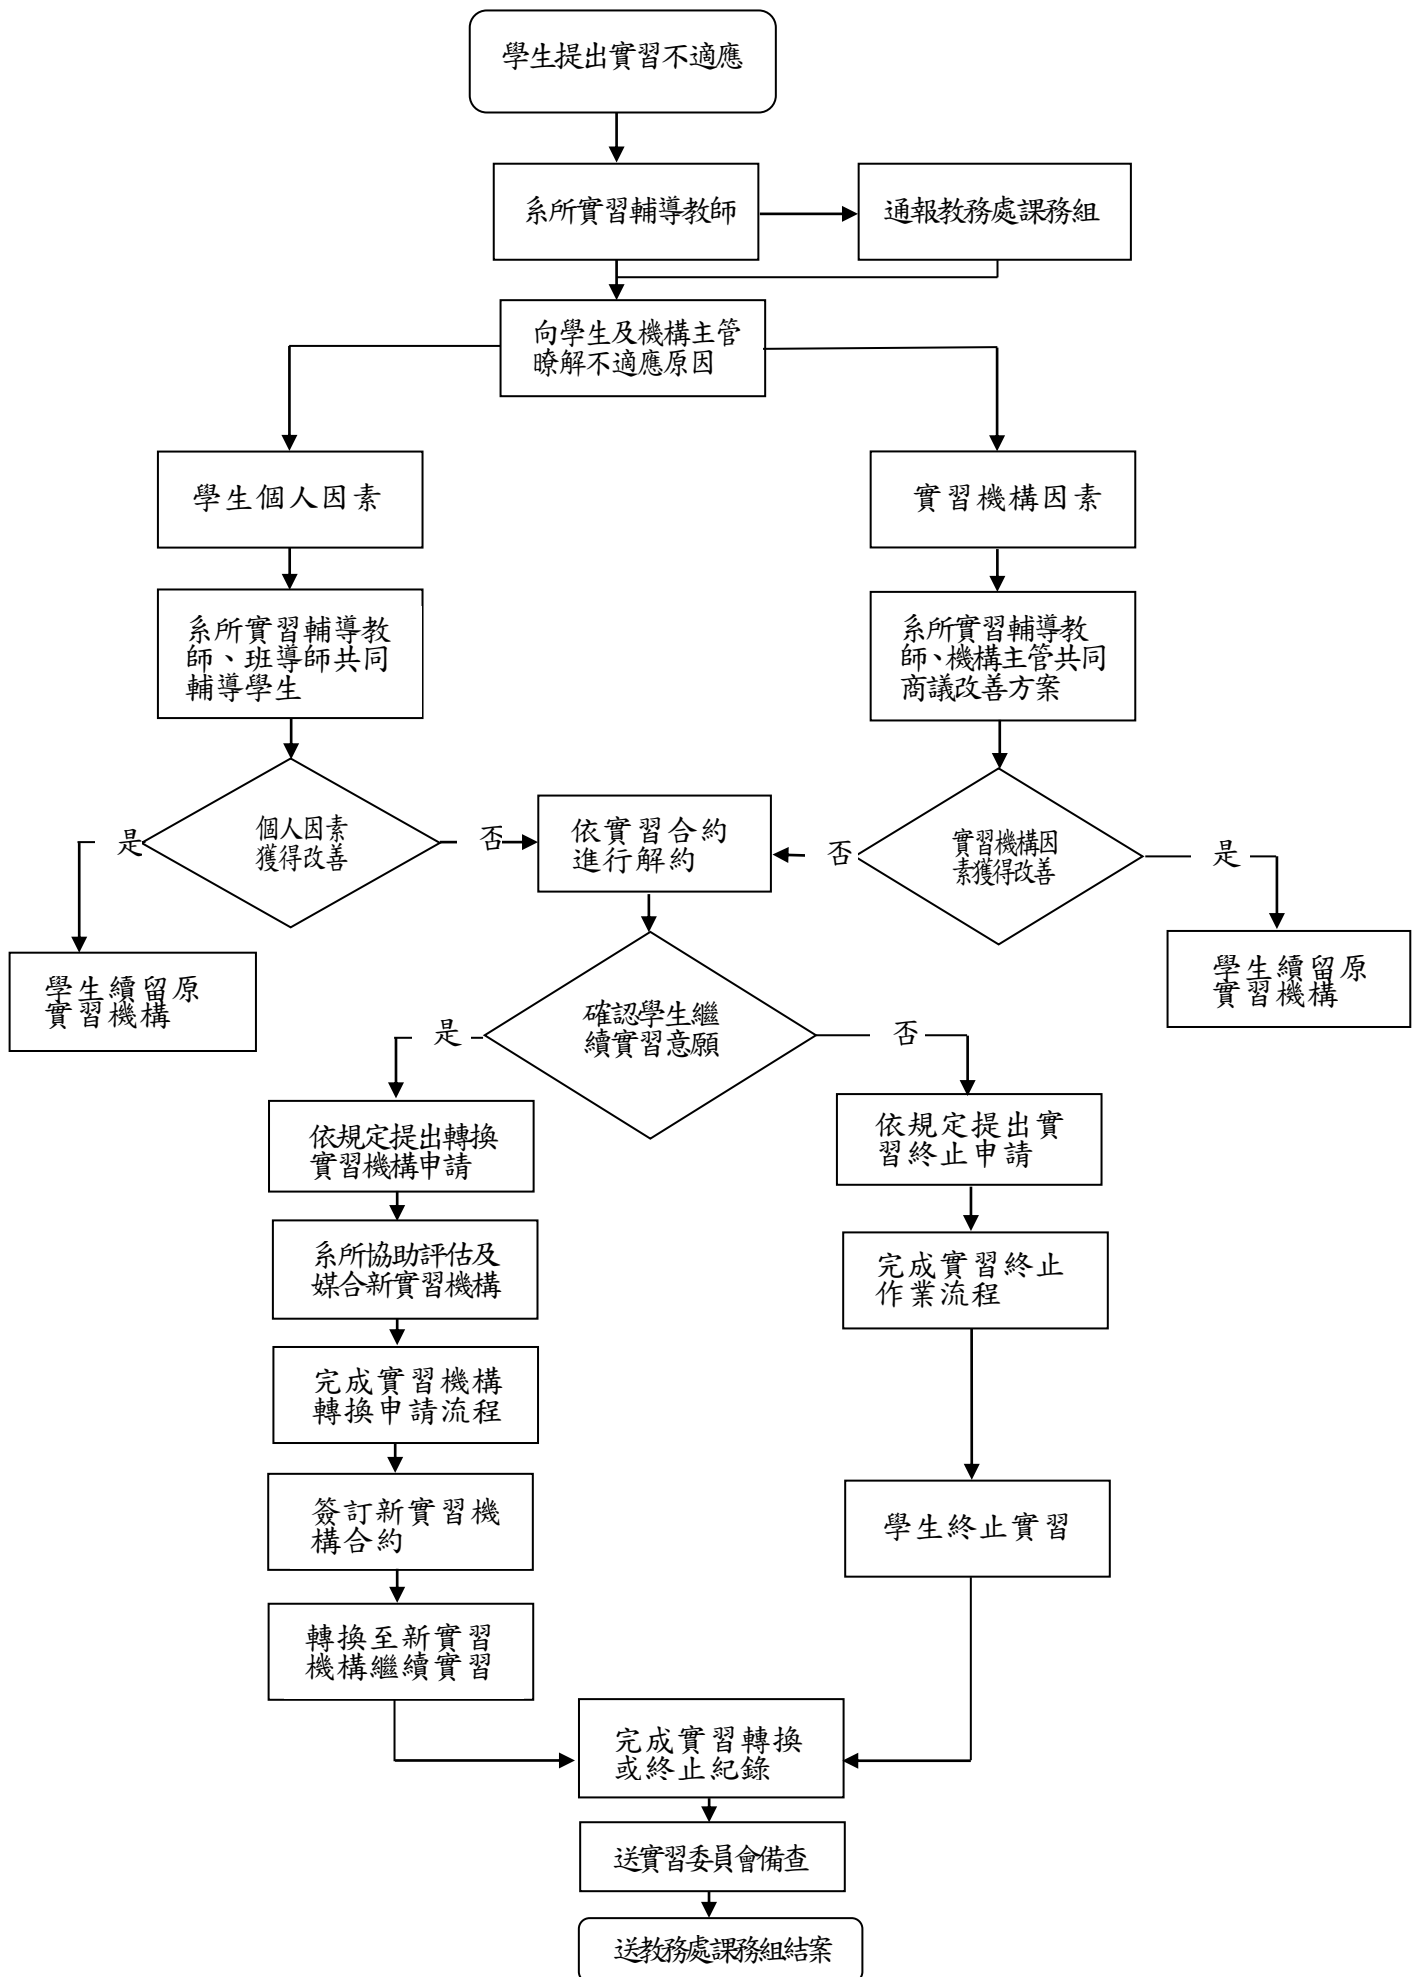 學生提出實習不適應
系所實習輔導教師
通報教務處課務組
向學生及機構主管
瞭解不適應原因
學生個人因素
實習機構因素
系所實習輔導教
師、班導師共同
輔導學生
系所實習輔導教
師、機構主管共同
商議改善方案
是
個人因素
獲得改善
否
依實習合約
進行解約
否
實習機構因
素獲得改善
是
學生續留原
實習機構
學生續留原
實習機構
是
確認學生繼
續實習意願
否
依規定提出轉換
實習機構申請
依規定提出實
習終止申請
系所協助評估及
媒合新實習機構
完成實習終止
作業流程
完成實習機構
轉換申請流程
簽訂新實習機
構合約
學生終止實習
轉換至新實習
機構繼續實習
完成實習轉換
或終止紀錄
送實習委員會備查
送教務處課務組結案